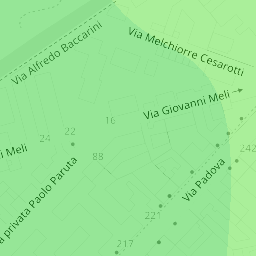 Via Alfredo Baccarini
Via Melchiorre Cesarotti
Via Giovanni Meli
16
22
24
242
i Meli
88
Via Padova
a privata Paolo Paruta
221
217